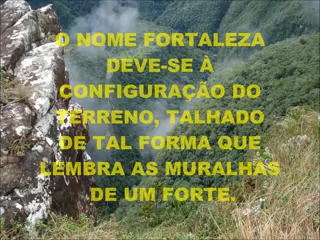 O NOME FORTALEZA
DEVE-SE À
CONFIGURAÇÃO DO
TERRENO, TALHADO
DE TAL FORMA QUE
LEMBRA AS MURALHAS
DE UM FORTE.